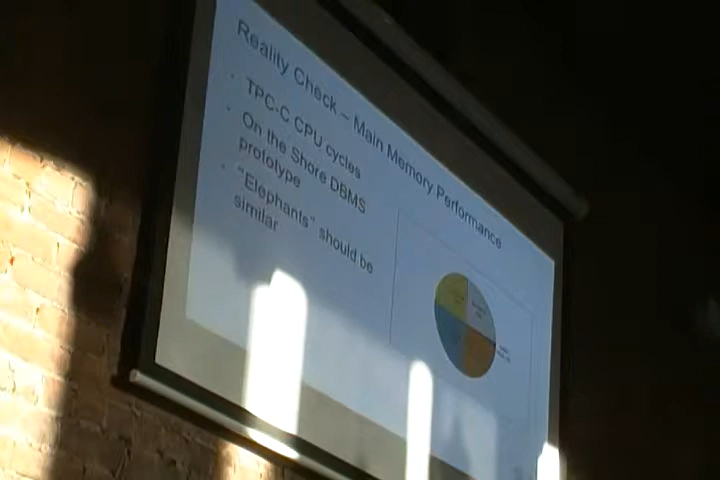 Reality Check – Main Memory Performance
· TPC-C CPU cycles
· On the Shore DBMS
prototype
· "Elephants" should be
similar